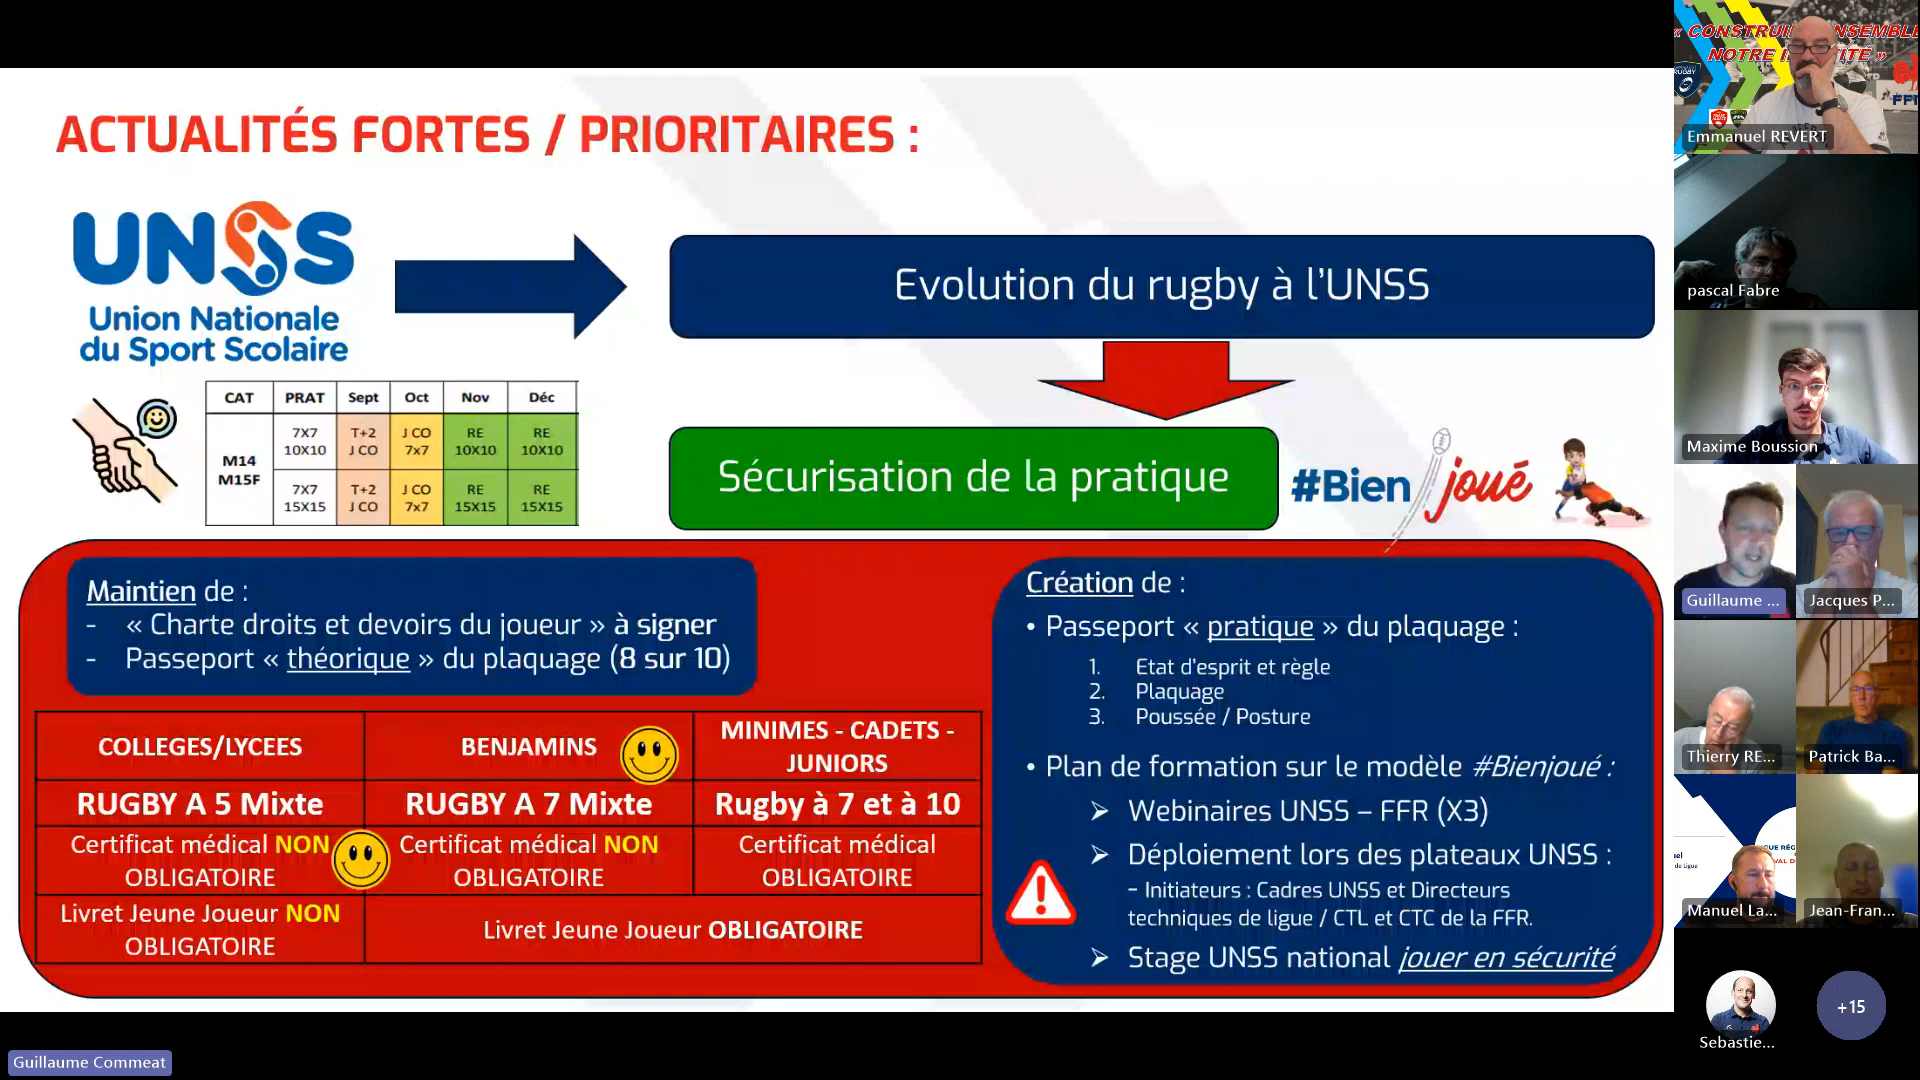 ACTUALITÉS FORTES / PRIORITAIRES :
UNSS
Union Nationale
du Sport Scolaire
Evolution du rugby à l'UNSS
CAT PRAT Sept Oct Nov Déc
M14
M15F
7X7
10X10
T+2
J CO
J CO
7x7
RE
10X10
RE
10X10
7X7
15X15
T+2
J CO
J CO
7x7
RE
15X15
RE
15X15
Sécurisation de la pratique
#Bien joué
Maintien de :
- « Charte droits et devoirs du joueur » à signer
- Passeport « théorique » du plaquage (8 sur 10)
COLLEGES/LYCEES
BENJAMINS
MINIMES - CADETS -
JUNIORS
RUGBY A 5 Mixte
RUGBY A 7 Mixte
Rugby à 7 et à 10
Certificat médical NON
OBLIGATOIRE
Certificat médical NON
OBLIGATOIRE
Certificat médical
OBLIGATOIRE
Livret Jeune Joueur NON
OBLIGATOIRE
Livret Jeune Joueur OBLIGATOIRE
Création de :
• Passeport « pratique » du plaquage :
1. Etat d'esprit et règle
2. Plaquage
3. Poussée / Posture
• Plan de formation sur le modèle #Bienjoué :
➢ Webinaires UNSS – FFR (X3)
➢ Déploiement lors des plateaux UNSS :
- Initiateurs : Cadres UNSS et Directeurs
techniques de ligue / CTL et CTC de la FFR.
➢ Stage UNSS national jouer en sécurité
Guillaume Commeat
« CONSTRUI NSEMBLE
NOTRE I TITÉ »
RUGBY
Emmanuel REVERT
pascal Fabre
Maxime Boussion
Guillaume ...
Jacques P...
Thierry RE...
Patrick Ba...
Manuel La...
Jean-Fran...
Sebastie...
+15